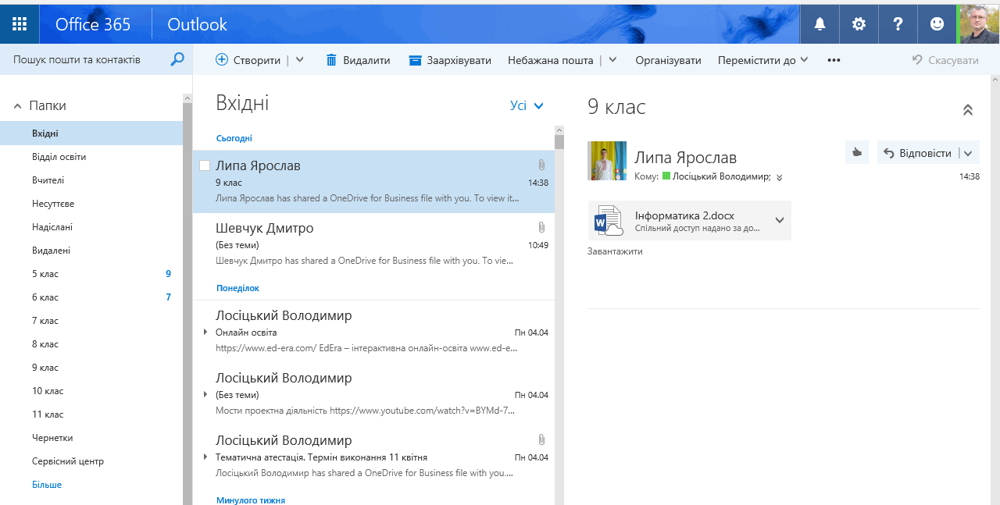 Office 365
Outlook
?
Пошук пошти та контактів
Створити
Видалити
Заархівувати
Небажана пошта
Організувати
Перемістити до
•••
Скасувати
Папки
Вхідні
Відділ освіти
Вчителі
Несуттєве
Надіслані
Видалені
5 клас 9
6 клас 7
7 клас
8 клас
9 клас
10 клас
11 клас
Чернетки
Сервісний центр
Більше
Вхідні
Усі
Сьогодні
Липа Ярослав
9 клас 14:38
Липа Ярослав has shared a OneDrive for Business file with you. To view it...
Шевчук Дмитро
(Без теми) 10:49
Шевчук Дмитро has shared a OneDrive for Business file with you. To vie...
Понеділок
Лосіцький Володимир
Онлайн освіта Пн 04.04
https://www.ed-era.com/ EdEra – інтерактивна онлайн-освіта www.ed-e...
Лосіцький Володимир
(Без теми) Пн 04.04
Мости проектна діяльність https://www.youtube.com/watch?v=BYMd-7...
Лосіцький Володимир
Тематична атестація. Термін виконання 11 квітня Пн 04.04
Лосіцький Володимир has shared a OneDrive for Business file with you....
Минулого тижня
9 клас
Липа Ярослав
Відповісти
Кому: Лосіцький Володимир;
14:38
W
Інформатика 2.docx
Спільний доступ надано за до...
Завантажити